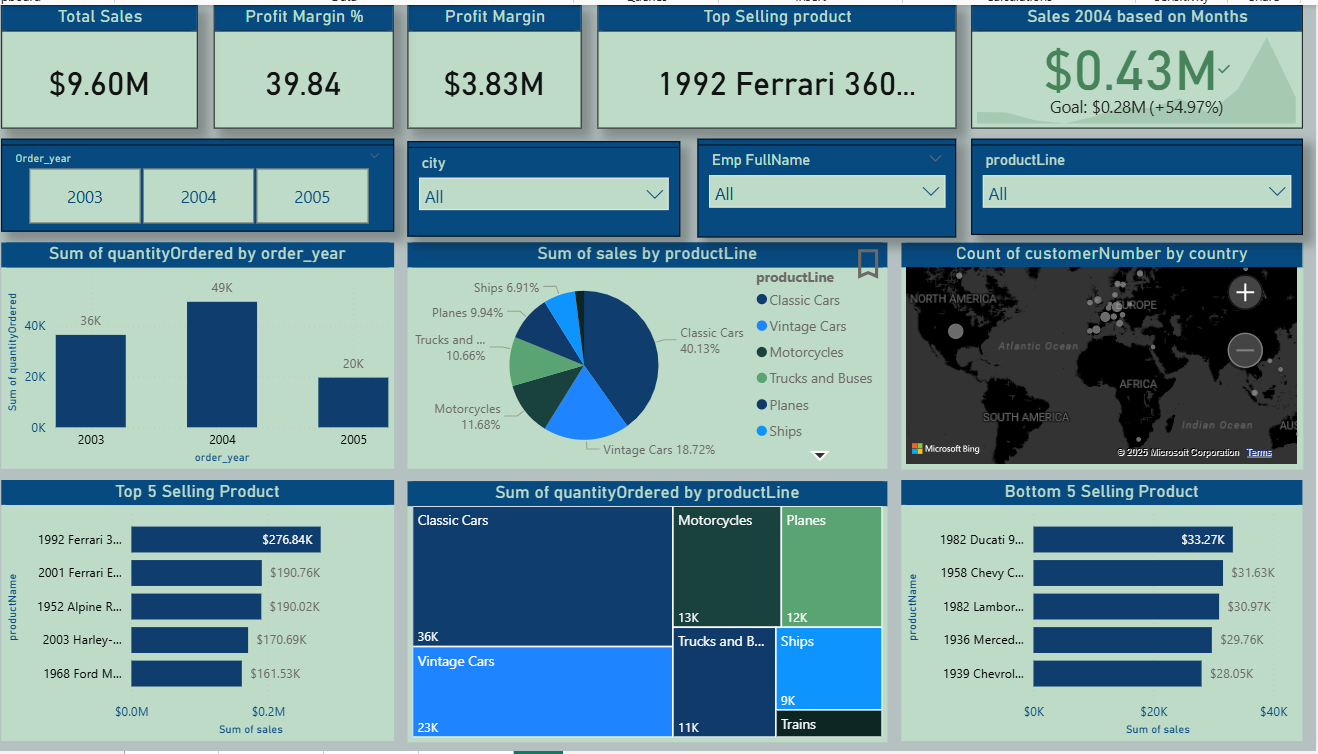 Total Sales
$9.60M
Profit Margin %
39.84
Profit Margin
$3.83M
Top Selling product
1992 Ferrari 360...
Sales 2004 based on Months
$0.43M
Goal: $0.28M (+54.97%)
Order_year
2003
2004
2005
city
All
Emp FullName
All
productLine
All
Sum of quantityOrdered by order_year
Sum of quantityOrdered
40K
20K
0K
36K
49K
20K
2003
2004
2005
order_year
Sum of sales by productLine
Ships 6.91%
Planes 9.94%
Trucks and ...
10.66%
Motorcycles
11.68%
Classic Cars
40.13%
Vintage Cars 18.72%
productLine
Classic Cars
Vintage Cars
Motorcycles
Trucks and Buses
Planes
Ships
Count of customerNumber by country
NORTH AMERICA
EUROPE
Atlantic Ocean
AFRICA
SOUTH AMERICA
Indian Ocean
AUS
Microsoft Bing
© 2025 Microsoft Corporation
Terms
Top 5 Selling Product
productName
1992 Ferrari 3...
$276.84K
2001 Ferrari E...
$190.76K
1952 Alpine R...
$190.02K
2003 Harley-...
$170.69K
1968 Ford M...
$161.53K
$0.0M
$0.2M
Sum of sales
Sum of quantityOrdered by productLine
Classic Cars
36K
Vintage Cars
23K
Motorcycles
13K
Planes
12K
Trucks and B...
11K
Ships
9K
Trains
Bottom 5 Selling Product
productName
1982 Ducati 9...
$33.27K
1958 Chevy C...
$31.63K
1982 Lambor...
$30.97K
1936 Merced...
$29.76K
1939 Chevrol...
$28.05K
$0K
$20K
$40K
Sum of sales